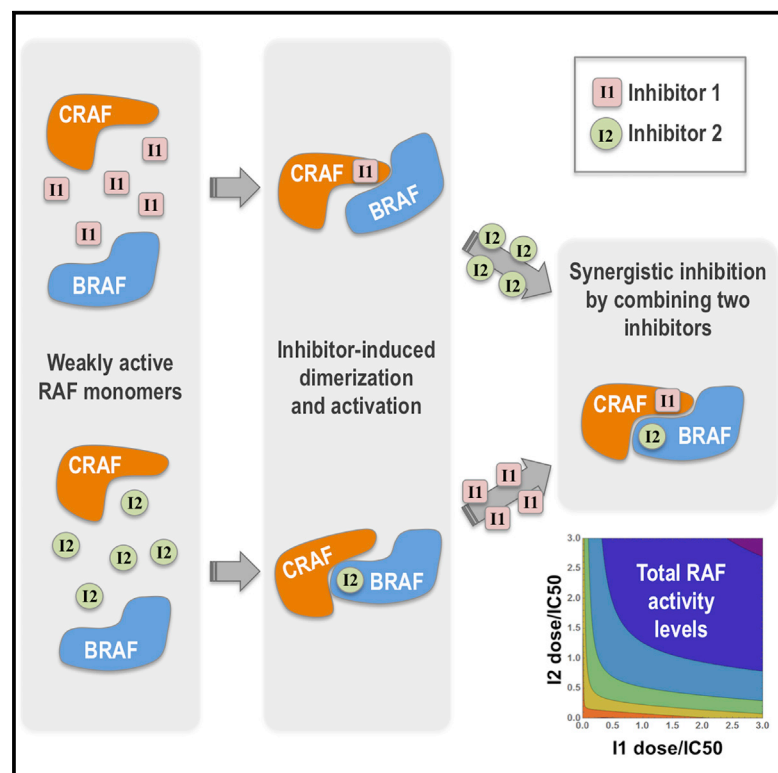 CRAF
I1
I1
I1
I1
I1
I1
BRAF
Weakly active
RAF monomers
CRAF
I2
I2
I2
I2
I2
BRAF
CRAF
I1
BRAF
Inhibitor-induced
dimerization
and activation
CRAF
I2
BRAF
I1 Inhibitor 1
I2 Inhibitor 2
I2
I2
I2
I2
Synergistic inhibition
by combining two
inhibitors
CRAF
I1
I2
BRAF
I1
I1
I1
I1
Total RAF
activity
levels
I2 dose/IC50
3.0
2.5
2.0
1.5
1.0
0.5
0.0
0.0 0.5 1.0 1.5 2.0 2.5 3.0
I1 dose/IC50